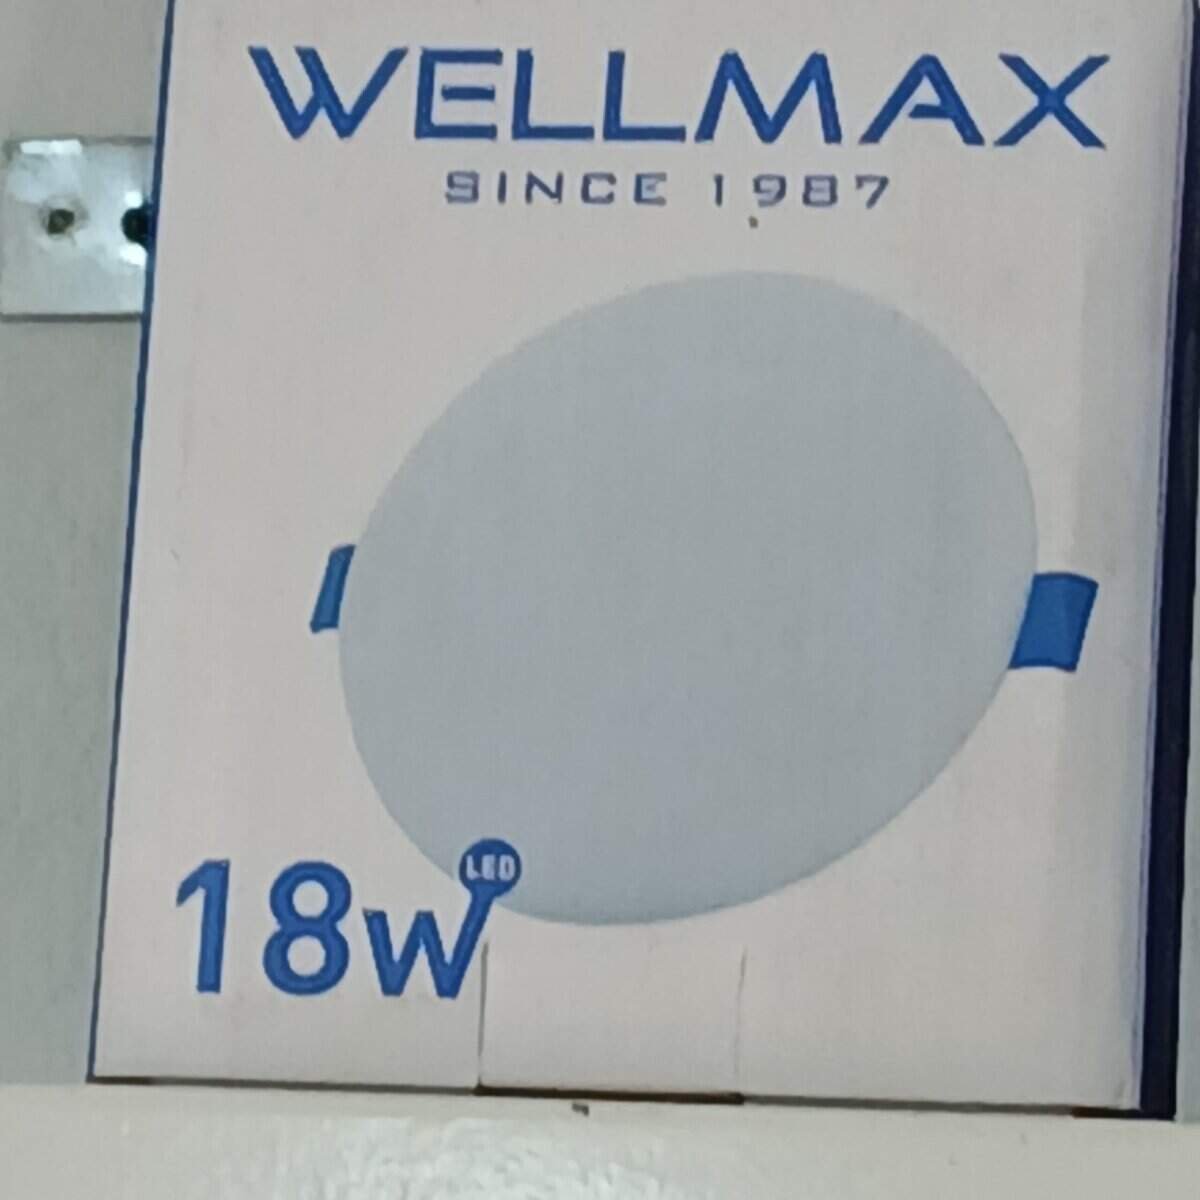 WELLMAX
SINCE 1987
LED
18w